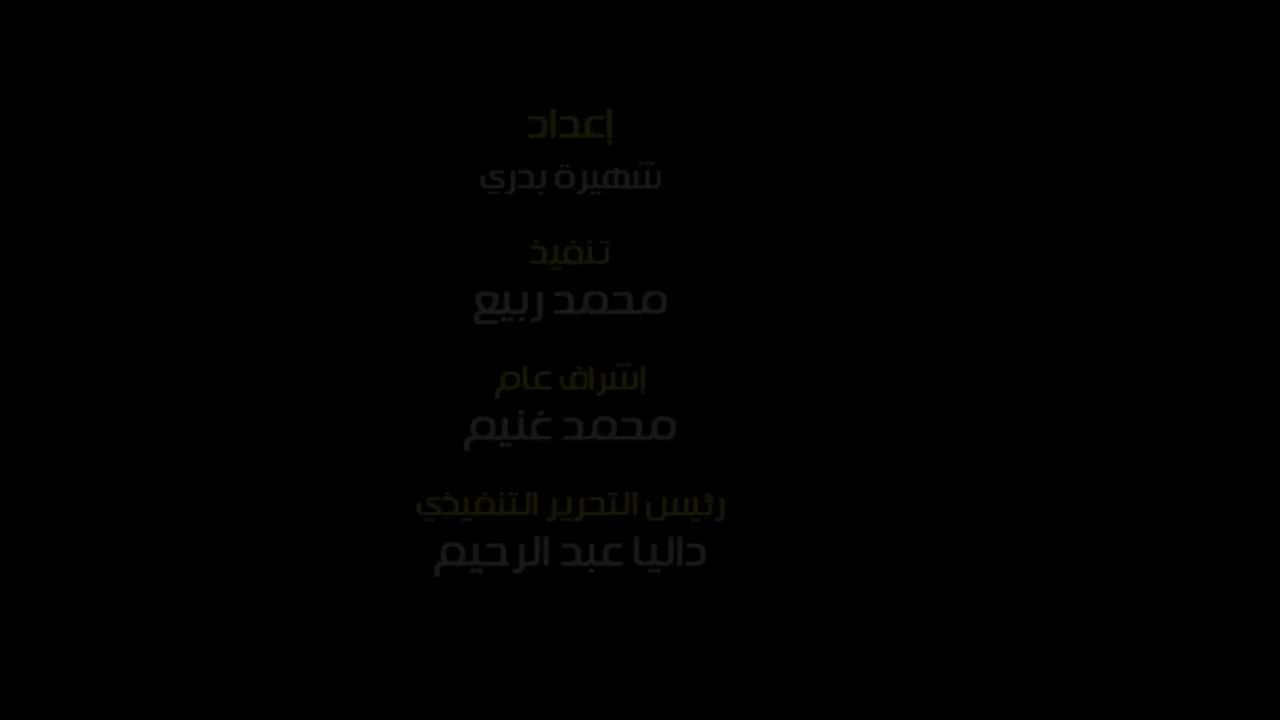 إعداد
شهيرة بدري
تنفيذ
محمد ربيع
إشراف عام
محمد غنيم
رئيس التحرير التنفيذي
داليا عبد الرحيم